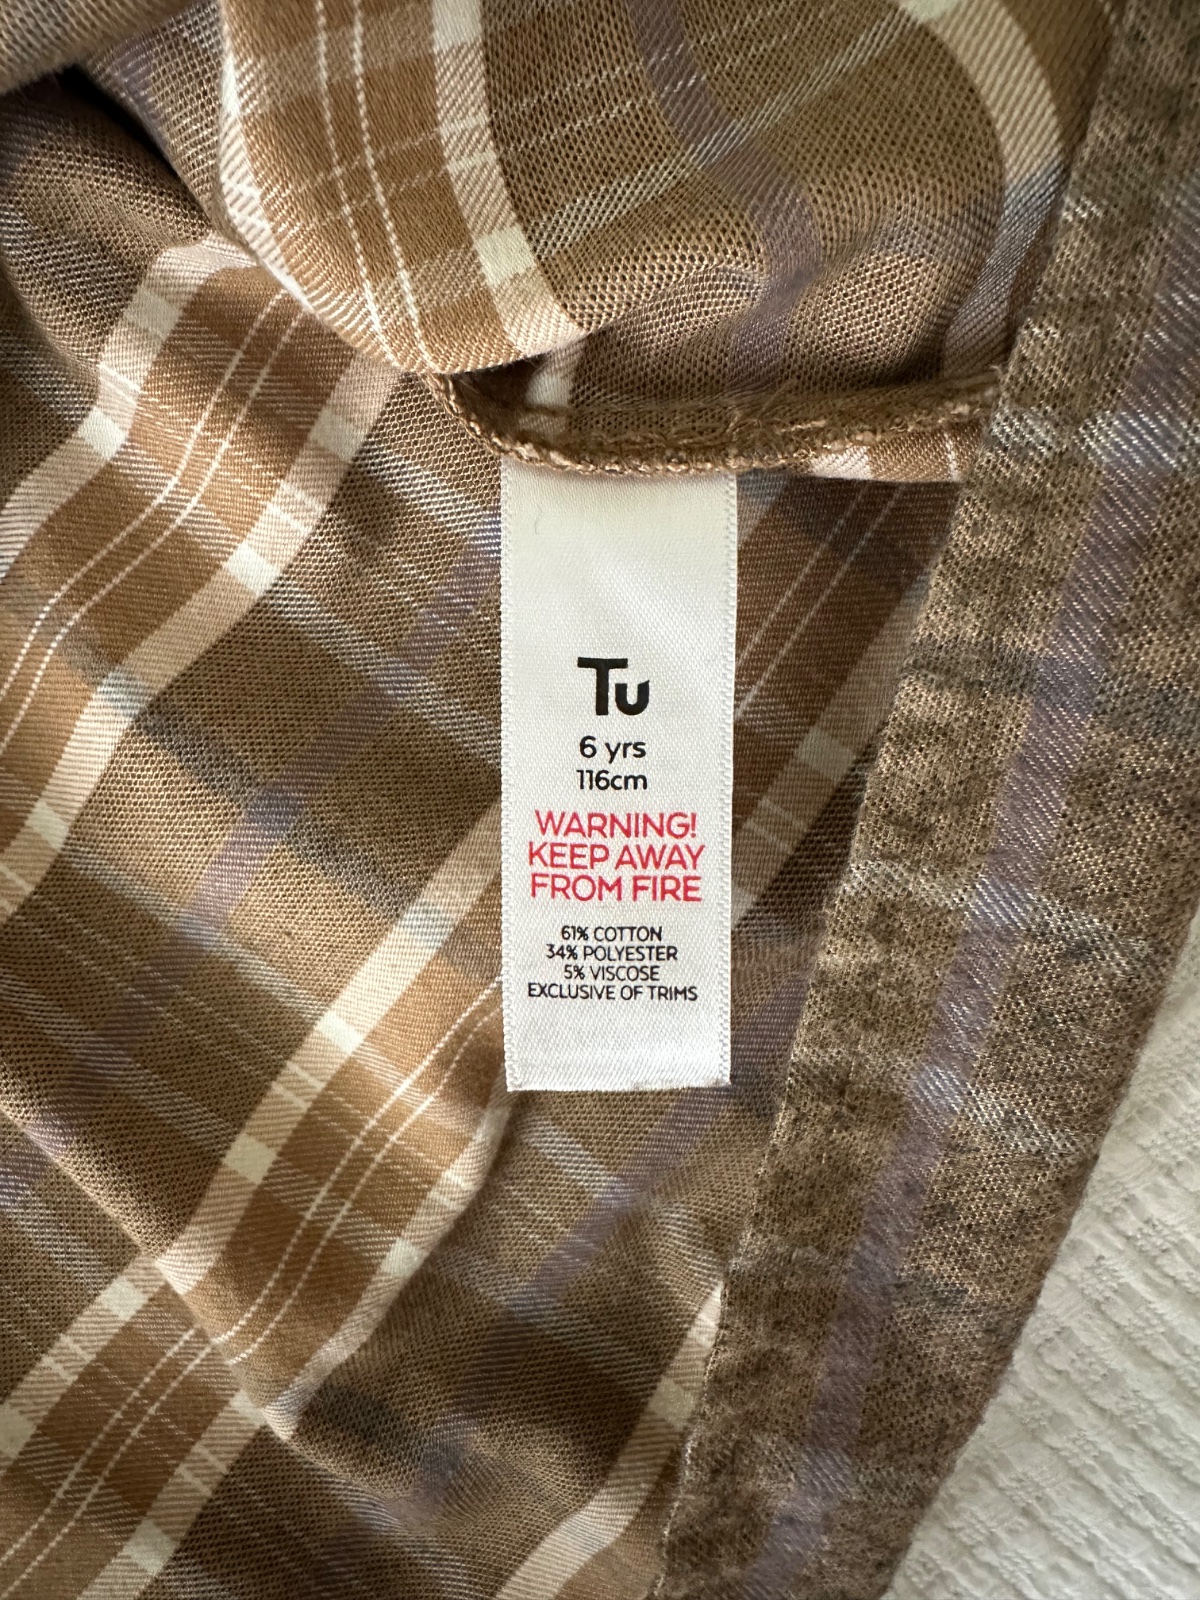 Tu
6 yrs
116cm
WARNING!
KEEP AWAY
FROM FIRE
61% COTTON
34% POLYESTER
5% VISCOSE
EXCLUSIVE OF TRIMS